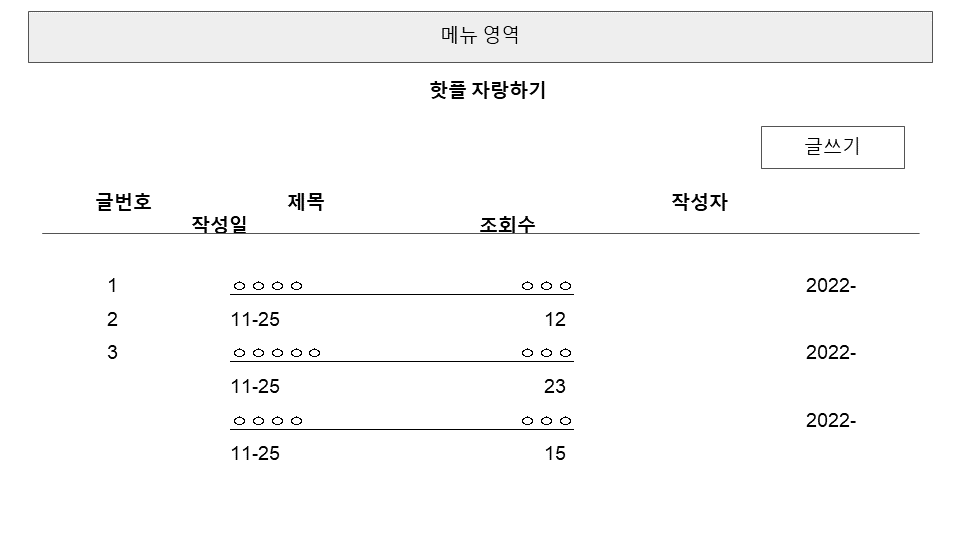 메뉴 영역
핫플 자랑하기
글쓰기
글번호 제목 작성자
작성일 조회수
1 ㅇㅇㅇㅇ ㅇㅇㅇ 2022-
2 11-25 12
3 ㅇㅇㅇㅇㅇ ㅇㅇㅇ 2022-
11-25 23
ㅇㅇㅇㅇ ㅇㅇㅇ 2022-
11-25 15